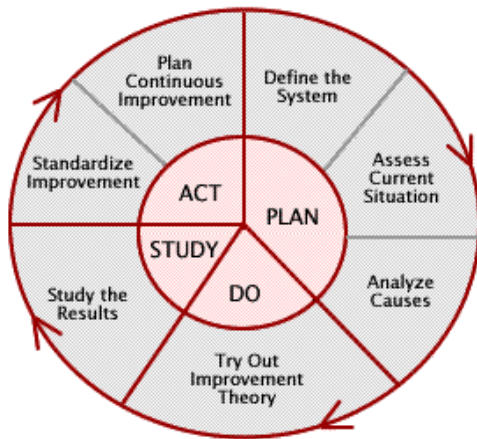 Plan
Continuous
Improvement
Define the
System
Standardize
Improvement
Assess
Current
Situation
ACT
PLAN
STUDY
DO
Study the
Results
Analyze
Causes
Try Out
Improvement
Theory